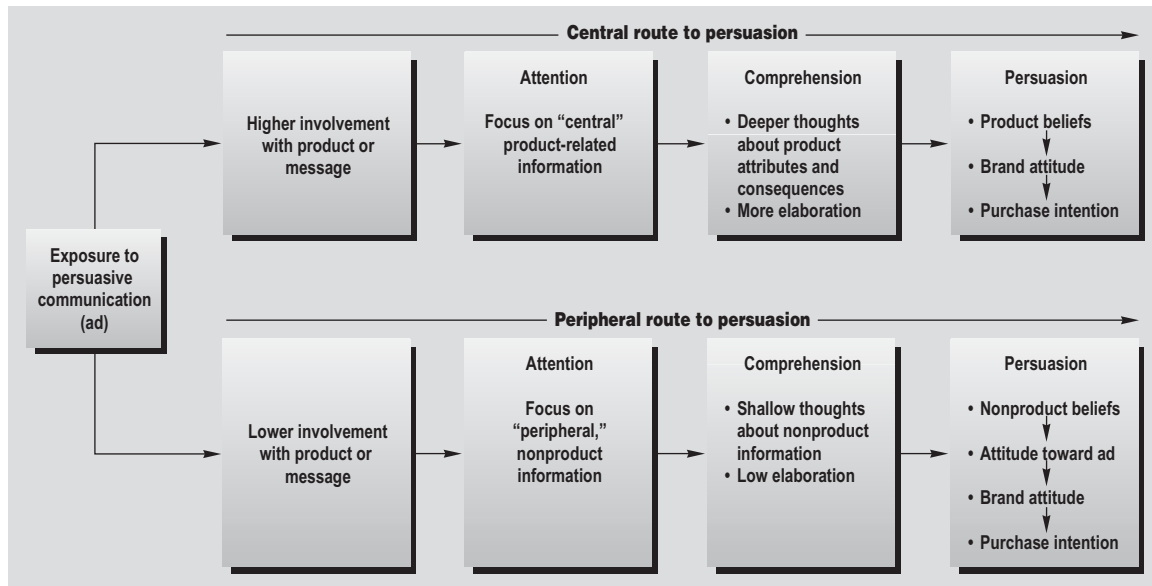 Central route to persuasion
Higher involvement
with product or
message
Attention
Focus on “central”
product-related
information
Comprehension
• Deeper thoughts
about product
attributes and
consequences
• More elaboration
Persuasion
• Product beliefs
• Brand attitude
• Purchase intention
Exposure to
persuasive
communication
(ad)
Peripheral route to persuasion
Lower involvement
with product or
message
Attention
Focus on
“peripheral,”
nonproduct
information
Comprehension
• Shallow thoughts
about nonproduct
information
• Low elaboration
Persuasion
• Nonproduct beliefs
• Attitude toward ad
• Brand attitude
• Purchase intention